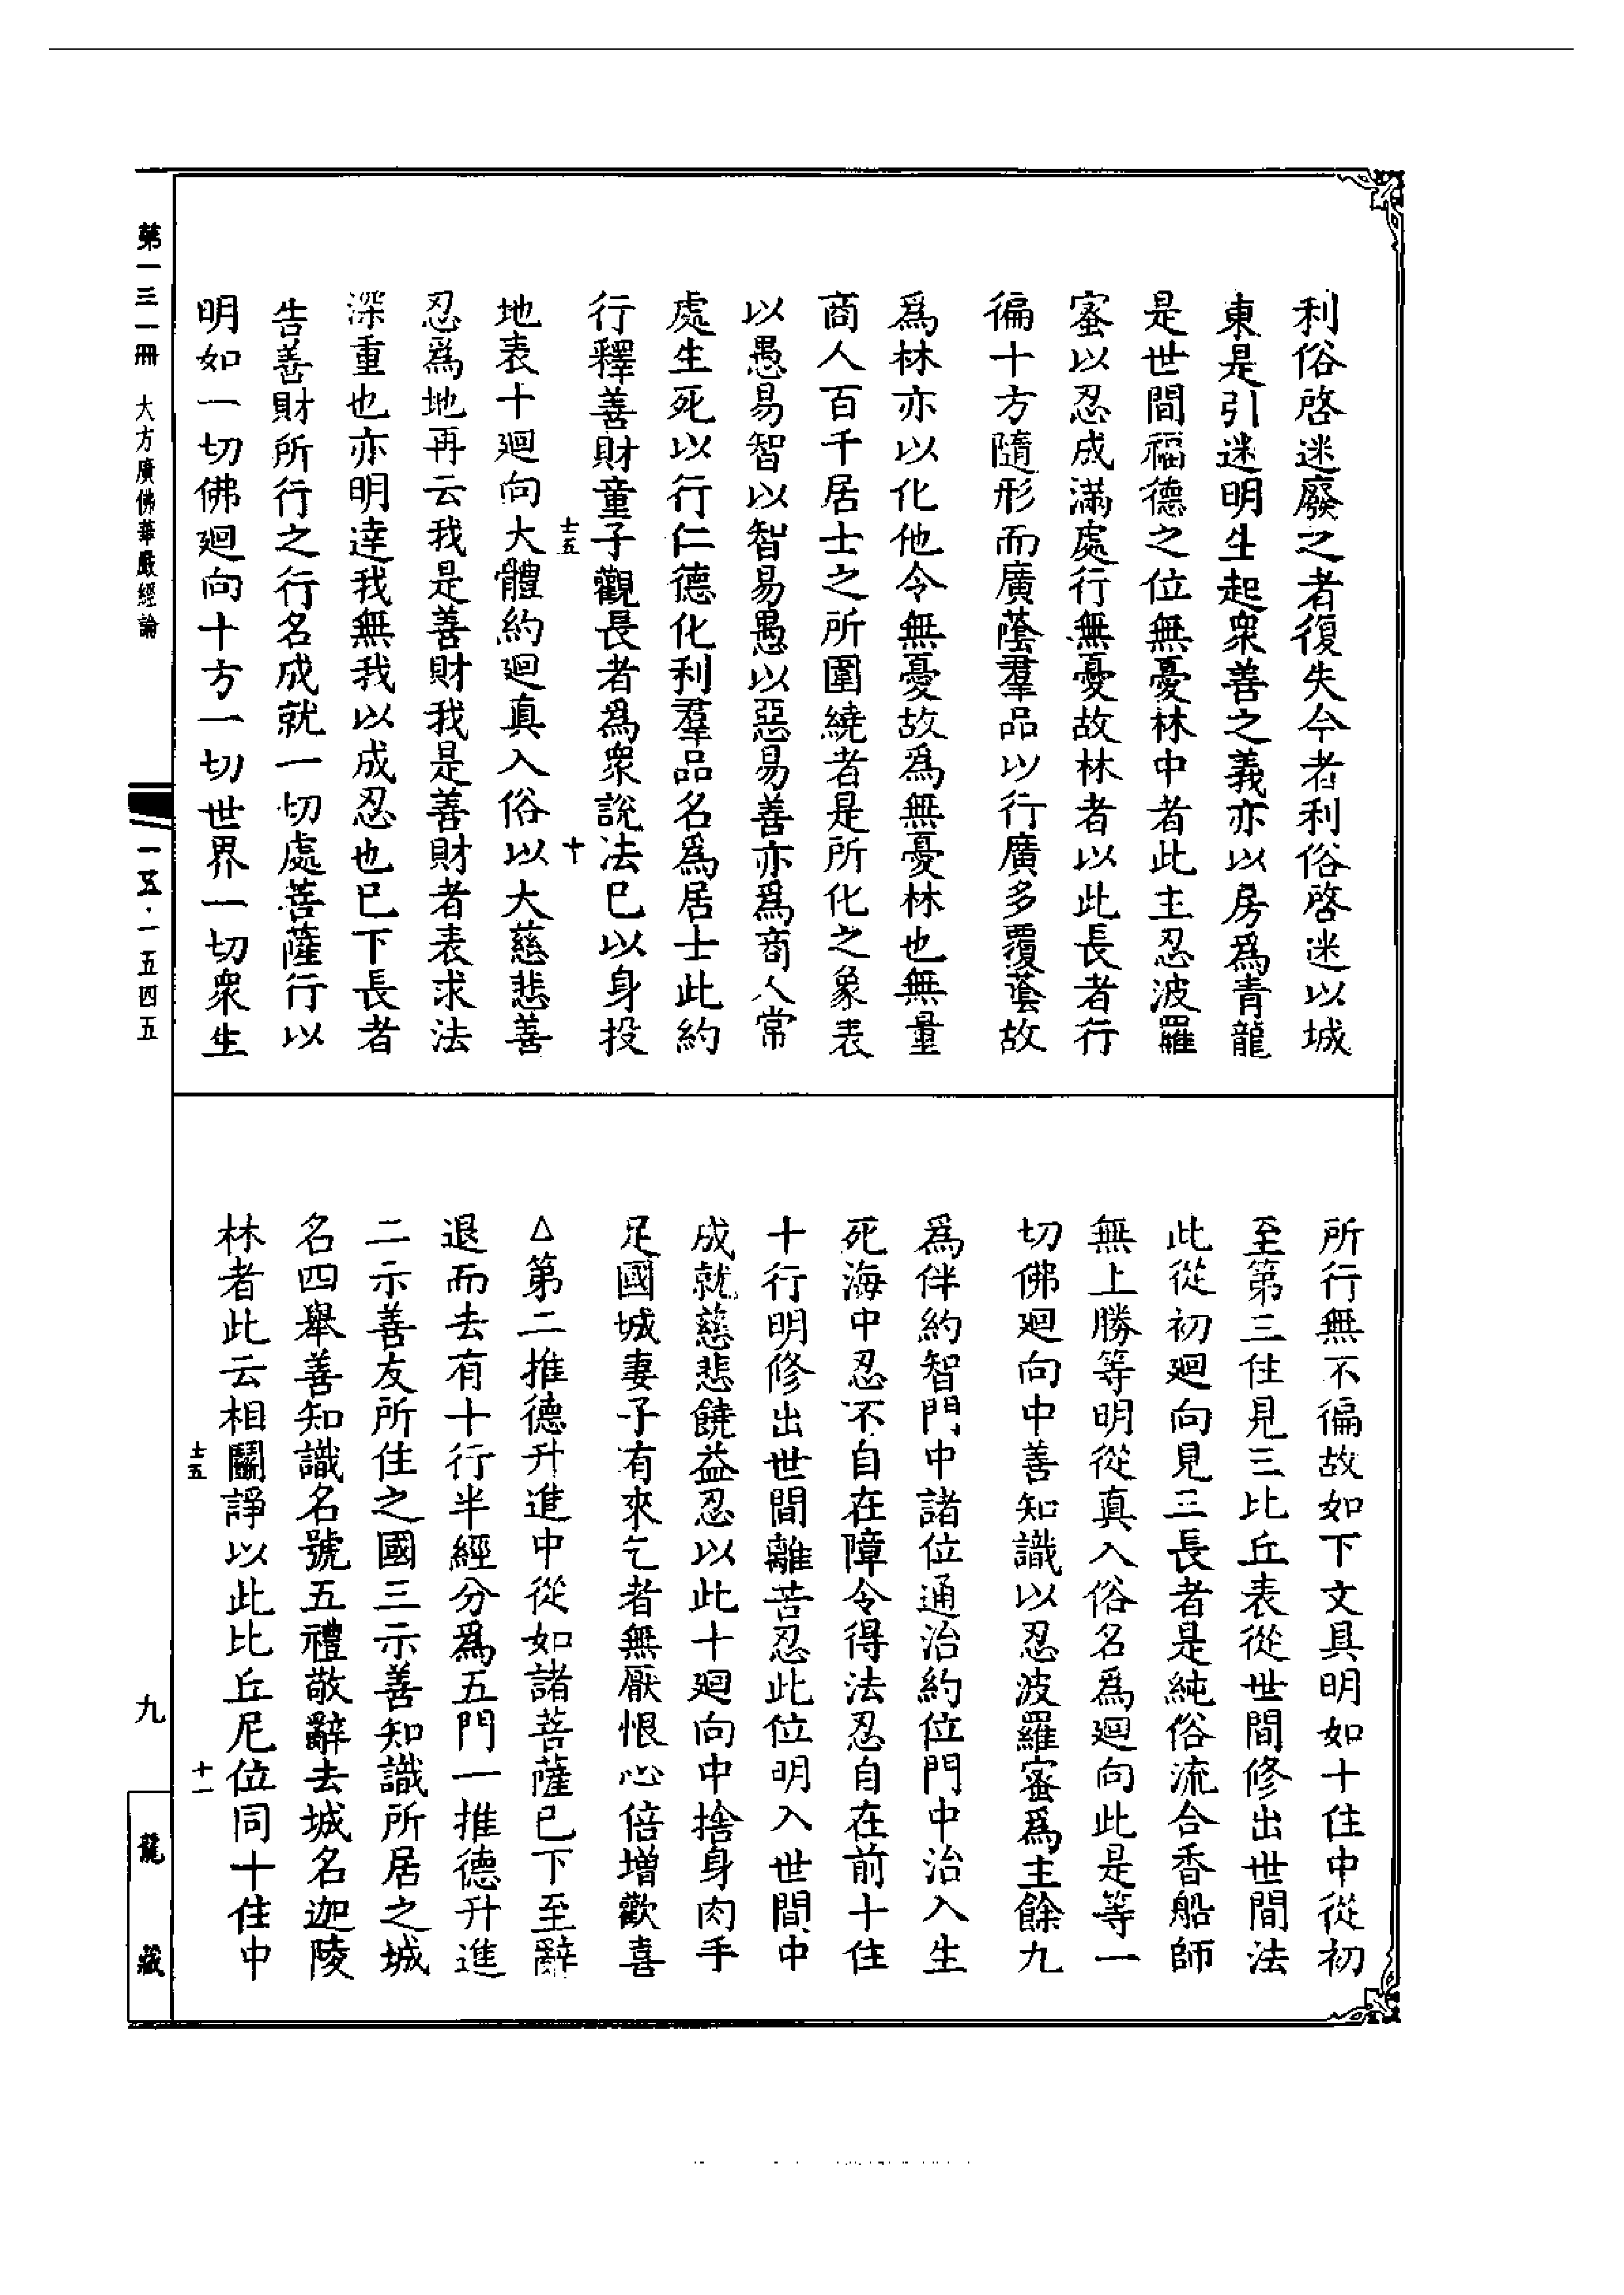 利俗啓迷廢之者復失今者利俗啓迷以城
東是引迷明生起衆善之義亦以房爲青龍
是世間福德之位無憂林中者此主忍波羅
蜜以忍成滿處行無憂故林者以此長者行
徧十方隨形而廣蔭羣品以行廣多覆蔭故
爲林亦以化他令無憂故爲無憂林也無量
商人百千居士之所圍繞者是所化之象表
以愚易智以智易愚以惡易善亦爲商人常
處生死以行仁德化利羣品名爲居士此約
行釋善財童子觀長者爲衆說法已以身投
十五
十
地表十廻向大體約廻真入俗以大慈悲善
忍爲地再云我是善財我是善財者表求法
深重也亦明達我無我以成忍也已下長者
告善財所行之行名成就一切處菩薩行以
明如一切佛廻向十方一切世界一切衆生
所行無不徧故如下文具明如十住中從初
至第三住見三比丘表從世間修出世間法
此從初廻向見三長者是純俗流合香船師
無上勝等明從真入俗名爲廻向此是等一
切佛廻向中善知識以忍波羅蜜爲主餘九
爲伴約智門中諸位通治約位門中治入生
死海中忍不自在障令得法忍自在前十住
十行明修出世間離苦忍此位明入世間中
成就慈悲饒益忍以此十廻向中捨身肉手
足國城妻子有來乞者無厭恨心倍增歡喜
△第二推德升進中從如諸菩薩已下至辭
退而去有十行半經分爲五門一推德升進
二示善友所住之國三示善知識所居之城
名四舉善知識名號五禮敬辭去城名迦陵
林者此云相鬭諍以此比丘尼位同十住中
十五
十一
第一三一冊 大方廣佛華嚴經論
一五·一五四五
九
龍藏